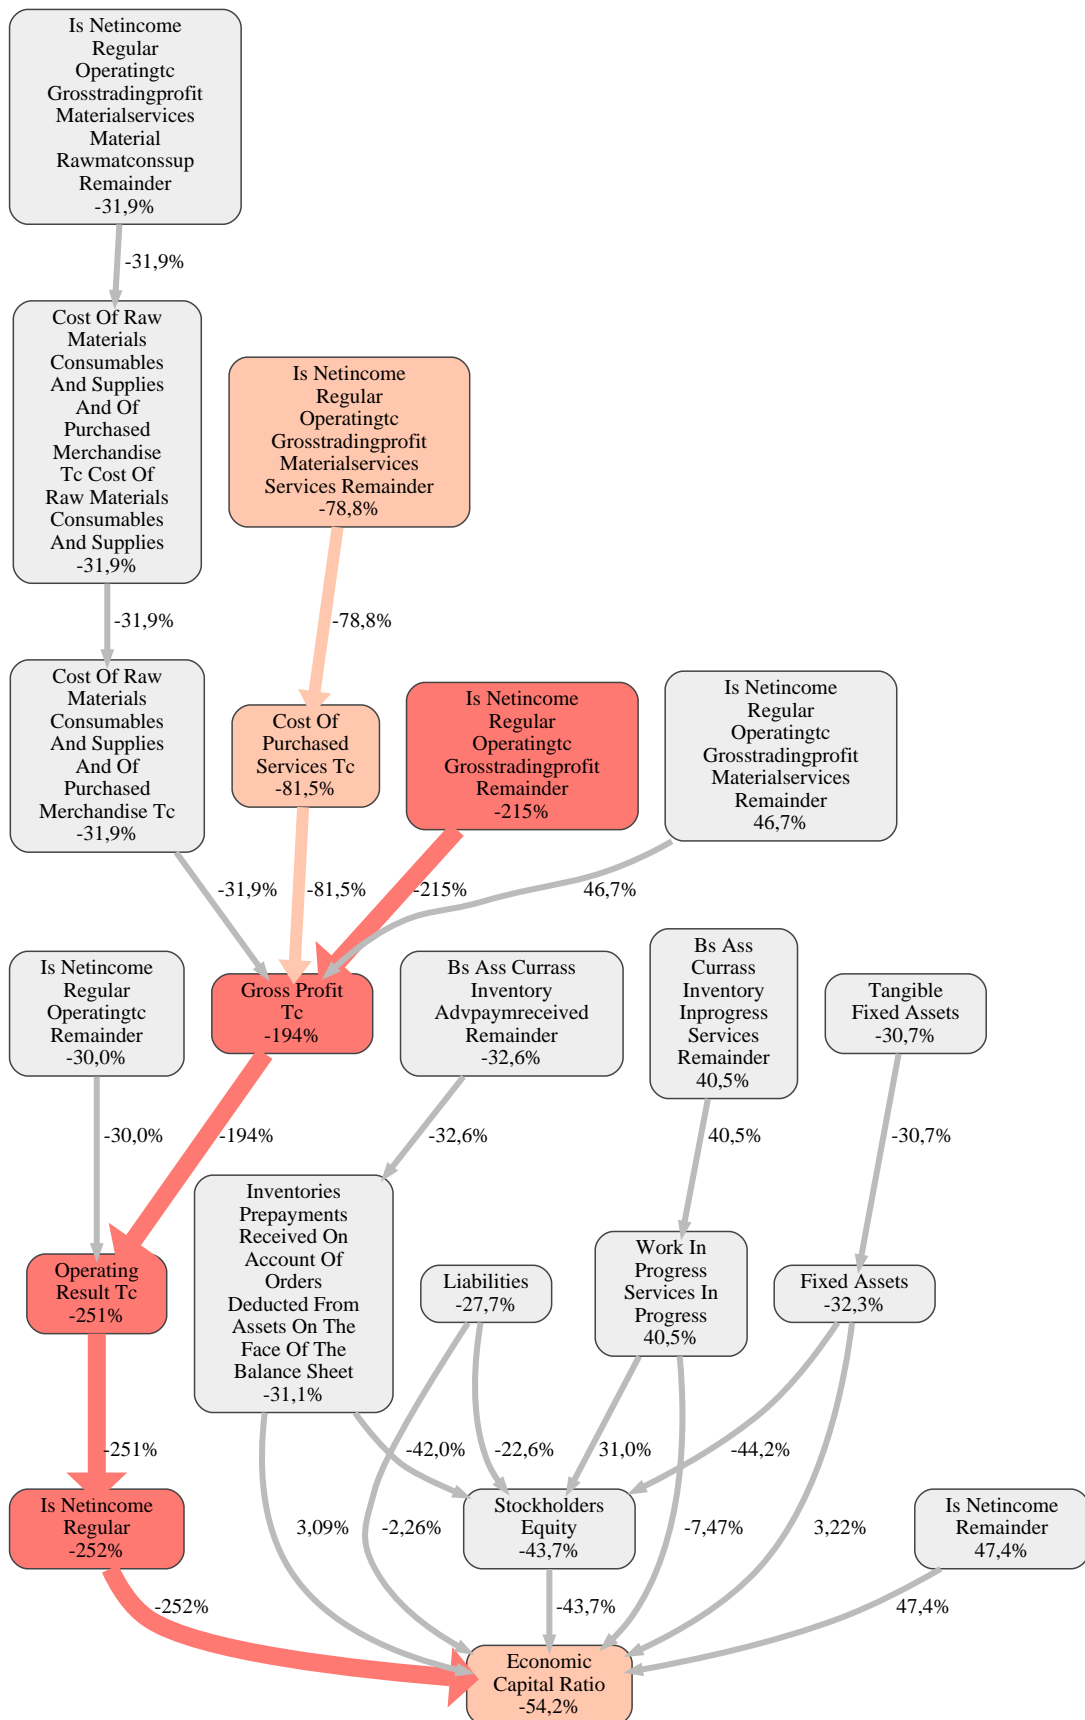 Is Netincome
Regular
Operatingtc
Grosstradingprofit
Materialservices
Material
Rawmatconssup
Remainder
-31,9%
-31,9%
Cost Of Raw
Materials
Consumables
And Supplies
And Of
Purchased
Merchandise
Tc Cost Of
Raw Materials
Consumables
And Supplies
-31,9%
Is Netincome
Regular
Operatingtc
Grosstradingprofit
Materialservices
Services Remainder
-78,8%
-31,9%
-78,8%
Cost Of Raw
Materials
Consumables
And Supplies
And Of
Purchased
Merchandise Tc
-31,9%
Cost Of
Purchased
Services Tc
-81,5%
Is Netincome
Regular
Operatingtc
Grosstradingprofit
Remainder
-215%
Is Netincome
Regular
Operatingtc
Grosstradingprofit
Materialservices
Remainder
46,7%
-31,9%
-81,5%
-215%
46,7%
Is Netincome
Regular
Operatingtc
Remainder
-30,0%
Gross Profit
Tc
-194%
Bs Ass Currass
Inventory
Advpaymreceived
Remainder
-32,6%
Bs Ass
Currass
Inventory
Inprogress
Services
Remainder
40,5%
Tangible
Fixed Assets
-30,7%
-30,0%
-194%
-32,6%
40,5%
-30,7%
Operating
Result Tc
-251%
Inventories
Prepayments
Received On
Account Of
Orders
Deducted From
Assets On The
Face Of The
Balance Sheet
-31,1%
Liabilities
-27,7%
Work In
Progress
Services In
Progress
40,5%
Fixed Assets
-32,3%
-251%
-42,0%
-22,6%
31,0%
-44,2%
Is Netincome
Regular
-252%
3,09%
-2,26%
Stockholders
Equity
-43,7%
-7,47%
3,22%
Is Netincome
Remainder
47,4%
-252%
-43,7%
47,4%
Economic
Capital Ratio
-54,2%